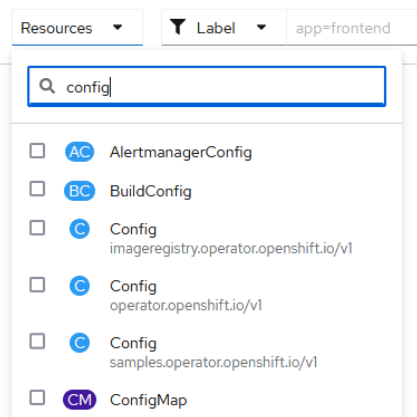 Resources Label app=frontend
config
AC AlertmanagerConfig
BC BuildConfig
C Config
imageregistry.operator.openshift.io/v1
C Config
operator.openshift.io/v1
C Config
samples.operator.openshift.io/v1
CM ConfigMap